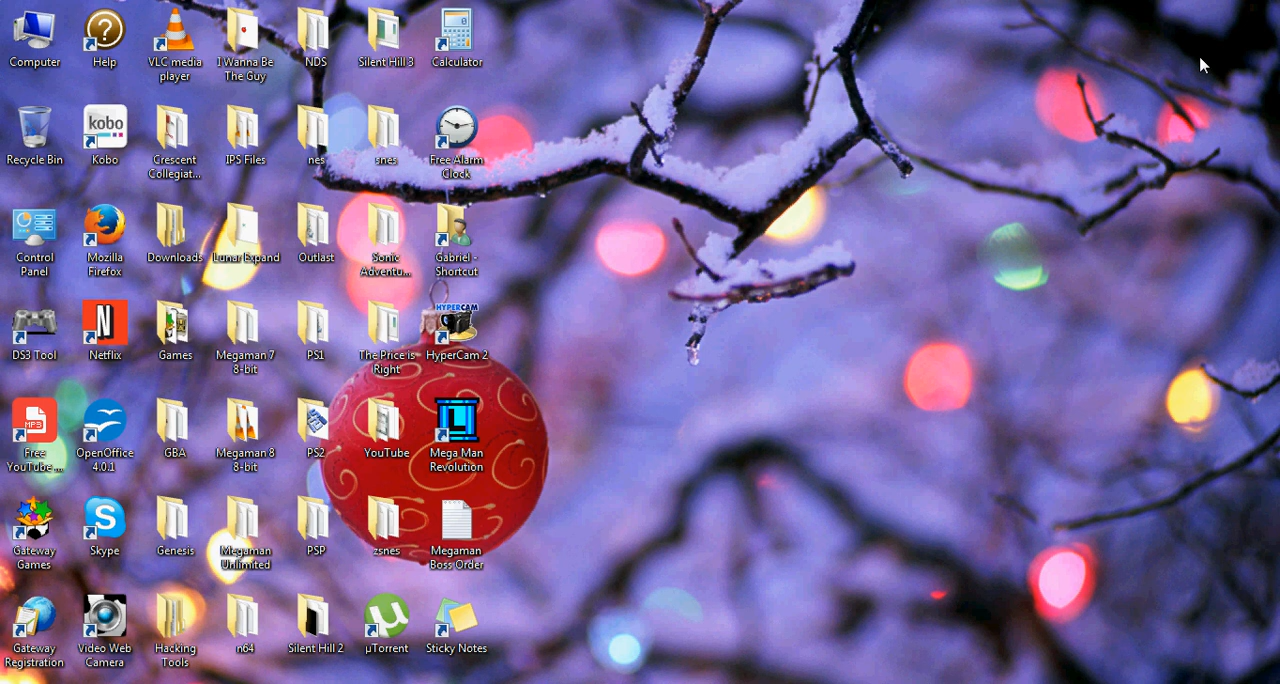 Computer
Help
VLC media
player
I Wanna Be
The Guy
NDS
Silent Hill 3
Calculator
Recycle Bin
kobo
Kobo
Crescent
Collegiat...
IPS Files
nes
snes
Free Alarm
Clock
Control
Panel
Mozilla
Firefox
Downloads
Lunar Expand
Outlast
Sonic
Adventu...
Gabriel -
Shortcut
DS3 Tool
N
Netflix
Games
Megaman 7
8-bit
PS1
The Price is
Right
HYPERCAM
HyperCam 2
MP3
Free
YouTube ...
OpenOffice
4.0.1
GBA
Megaman 8
8-bit
PS2
YouTube
Mega Man
Revolution
Gateway
Games
S
Skype
Genesis
Megaman
Unlimited
PSP
zsnes
Megaman
Boss Order
Gateway
Registration
Video Web
Camera
Hacking
Tools
n64
Silent Hill 2
µ
µTorrent
Sticky Notes